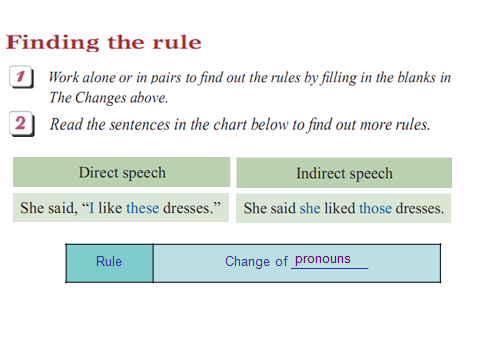 Finding the rule
1 Work alone or in pairs to find out the rules by filling in the blanks in
The Changes above.
2 Read the sentences in the chart below to find out more rules.
Direct speech Indirect speech
She said, “I like these dresses.” She said she liked those dresses.
Rule Change of pronouns